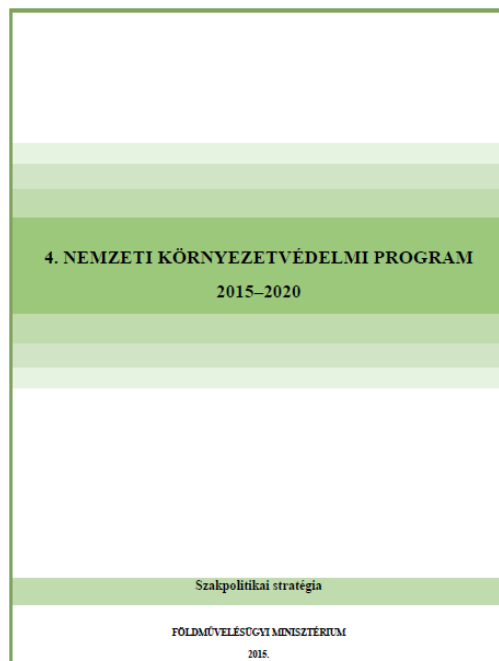 4. NEMZETI KÖRNYEZETVÉDELMI PROGRAM
2015–2020
Szakpolitikai stratégia
FÖLDMŰVELÉSÜGYI MINISZTÉRIUM
2015.